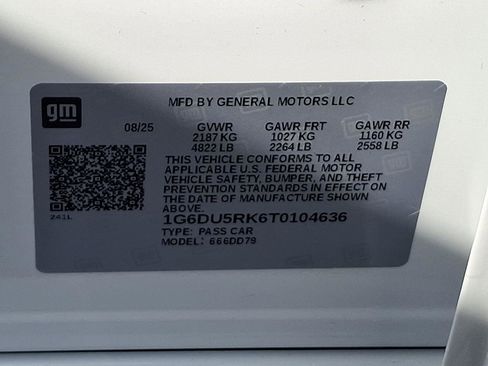 gm
MFD BY GENERAL MOTORS LLC
08/25 GVWR GAWR FRT GAWR RR
2187 KG 1027 KG 1160 KG
4822 LB 2264 LB 2558 LB
THIS VEHICLE CONFORMS TO ALL
APPLICABLE U.S. FEDERAL MOTOR
VEHICLE SAFETY, BUMPER, AND THEFT
PREVENTION STANDARDS IN EFFECT ON
THE DATE OF MANUFACTURE SHOWN
ABOVE.
241L
1G6DU5RK6T0104636
TYPE: PASS CAR
MODEL: 666DD79